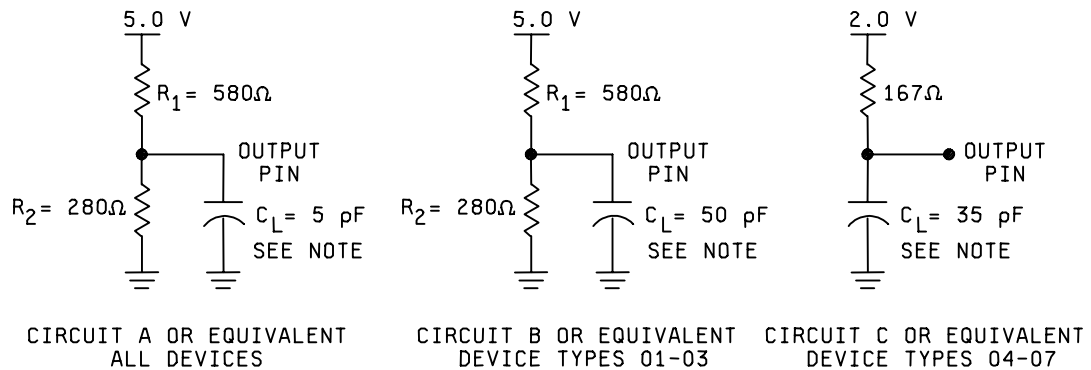 5.0 V
R1= 580Ω
OUTPUT
PIN
R2= 280Ω
CL= 5 pF
SEE NOTE
CIRCUIT A OR EQUIVALENT
ALL DEVICES
5.0 V
R1= 580Ω
OUTPUT
PIN
R2= 280Ω
CL= 50 pF
SEE NOTE
CIRCUIT B OR EQUIVALENT
DEVICE TYPES 01-03
2.0 V
167Ω
OUTPUT
PIN
CL= 35 pF
SEE NOTE
CIRCUIT C OR EQUIVALENT
DEVICE TYPES 04-07